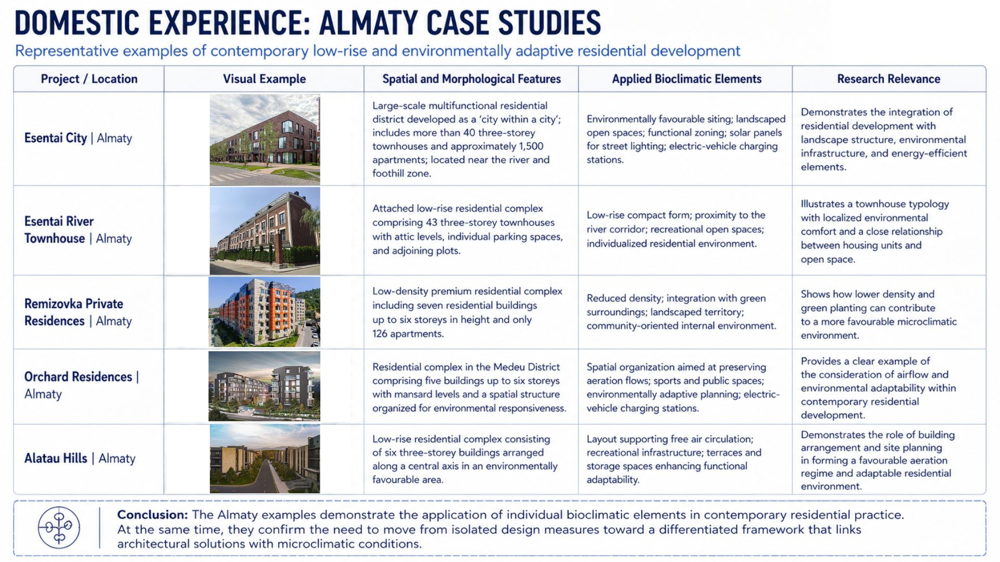 DOMESTIC EXPERIENCE: ALMATY CASE STUDIES
Representative examples of contemporary low-rise and environmentally adaptive residential development
Project / Location
Visual Example
Spatial and Morphological Features
Applied Bioclimatic Elements
Research Relevance
Esentai City | Almaty
Large-scale multifunctional residential
district developed as a ‘city within a city’;
includes more than 40 three-storey
townhouses and approximately 1,500
apartments; located near the river and
foothill zone.
Environmentally favourable siting; landscaped
open spaces; functional zoning; solar panels
for street lighting; electric-vehicle charging
stations.
Demonstrates the integration of
residential development with
landscape structure, environmental
infrastructure, and energy-efficient
elements.
Esentai River
Townhouse | Almaty
Attached low-rise residential complex
comprising 43 three-storey townhouses
with attic levels, individual parking spaces,
and adjoining plots.
Low-rise compact form; proximity to the
river corridor; recreational open spaces;
individualized residential environment.
Illustrates a townhouse typology
with localized environmental
comfort and a close relationship
between housing units and
open space.
Remizovka Private
Residences | Almaty
Low-density premium residential complex
including seven residential buildings
up to six storeys in height and only
126 apartments.
Reduced density; integration with green
surroundings; landscaped territory;
community-oriented internal environment.
Shows how lower density and
green planting can contribute
to a more favourable microclimatic
environment.
Orchard Residences |
Almaty
Residential complex in the Medeu District
comprising five buildings up to six storeys
with mansard levels and a spatial structure
organized for environmental responsiveness.
Spatial organization aimed at preserving
aeration flows; sports and public spaces;
environmentally adaptive planning; electric-
vehicle charging stations.
Provides a clear example of
the consideration of airflow and
environmental adaptability within
contemporary residential
development.
Alatau Hills | Almaty
Low-rise residential complex consisting
of six three-storey buildings arranged
along a central axis in an environmentally
favourable area.
Layout supporting free air circulation;
recreational infrastructure; terraces and
storage spaces enhancing functional
adaptability.
Demonstrates the role of building
arrangement and site planning
in forming a favourable aeration
regime and adaptable residential
environment.
Conclusion: The Almaty examples demonstrate the application of individual bioclimatic elements in contemporary residential practice.
At the same time, they confirm the need to move from isolated design measures toward a differentiated framework that links
architectural solutions with microclimatic conditions.